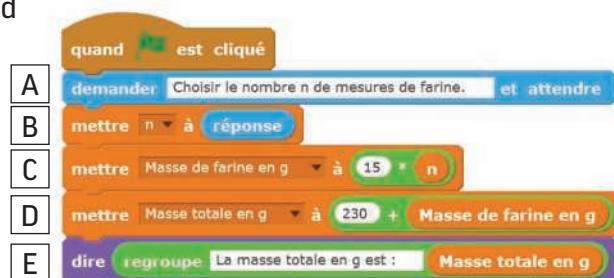 d
quand est cliqué
A demander Choisir le nombre n de mesures de farine. et attendre
B mettre n à réponse
C mettre Masse de farine en g à 15 * n
D mettre Masse totale en g à 230 + Masse de farine en g
E dire regroupe La masse totale en g est : Masse totale en g